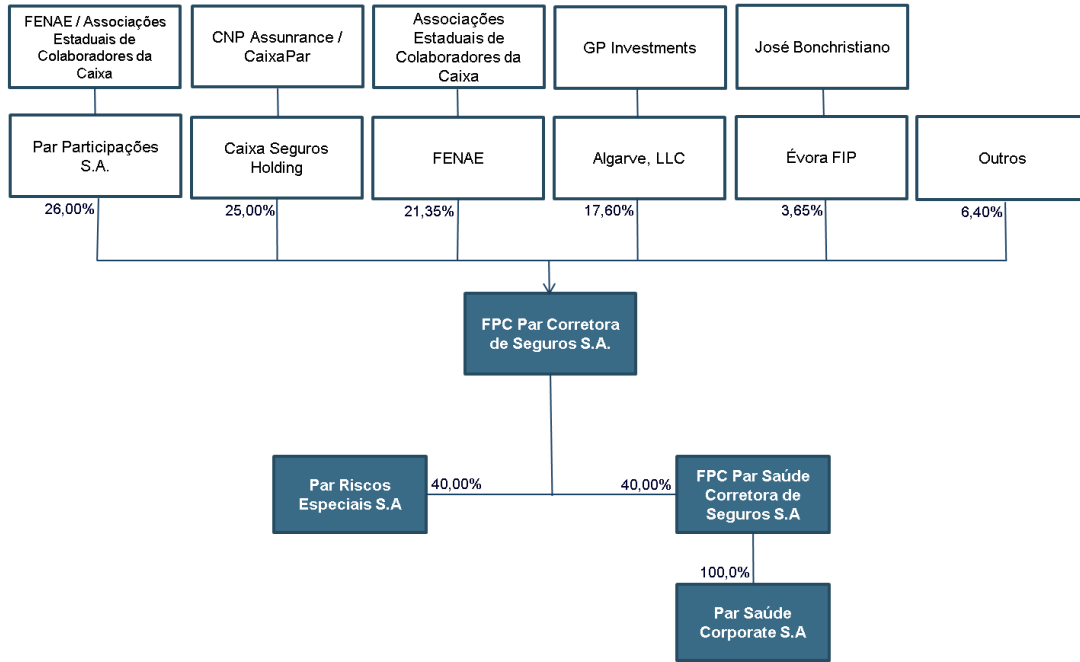 FENAE / Associações
Estaduais de
Colaboradores da
Caixa
CNP Assunrance /
CaixaPar
Associações
Estaduais de
Colaboradores da
Caixa
GP Investments
José Bonchristiano
Par Participações
S.A.
Caixa Seguros
Holding
FENAE
Algarve, LLC
Évora FIP
Outros
26,00%
25,00%
21,35%
17,60%
3,65%
6,40%
FPC Par Corretora
de Seguros S.A.
Par Riscos
Especiais S.A
40,00%
40,00%
FPC Par Saúde
Corretora de
Seguros S.A
100,0%
Par Saúde
Corporate S.A